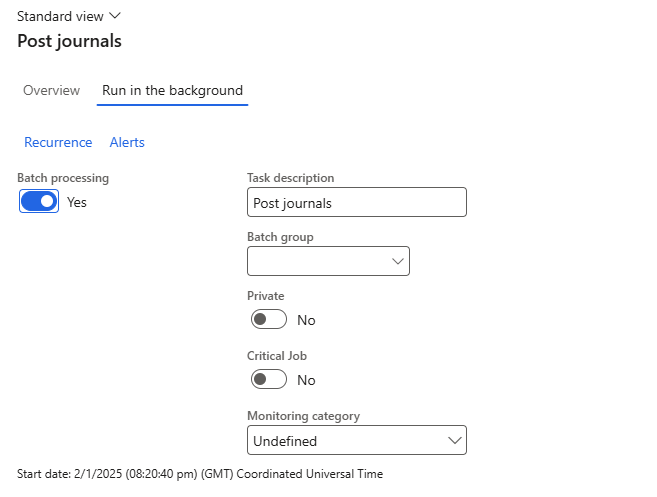 Standard view
Post journals
Overview Run in the background
Recurrence Alerts
Batch processing
Yes
Task description
Post journals
Batch group
Private
No
Critical Job
No
Monitoring category
Undefined
Start date: 2/1/2025 (08:20:40 pm) (GMT) Coordinated Universal Time